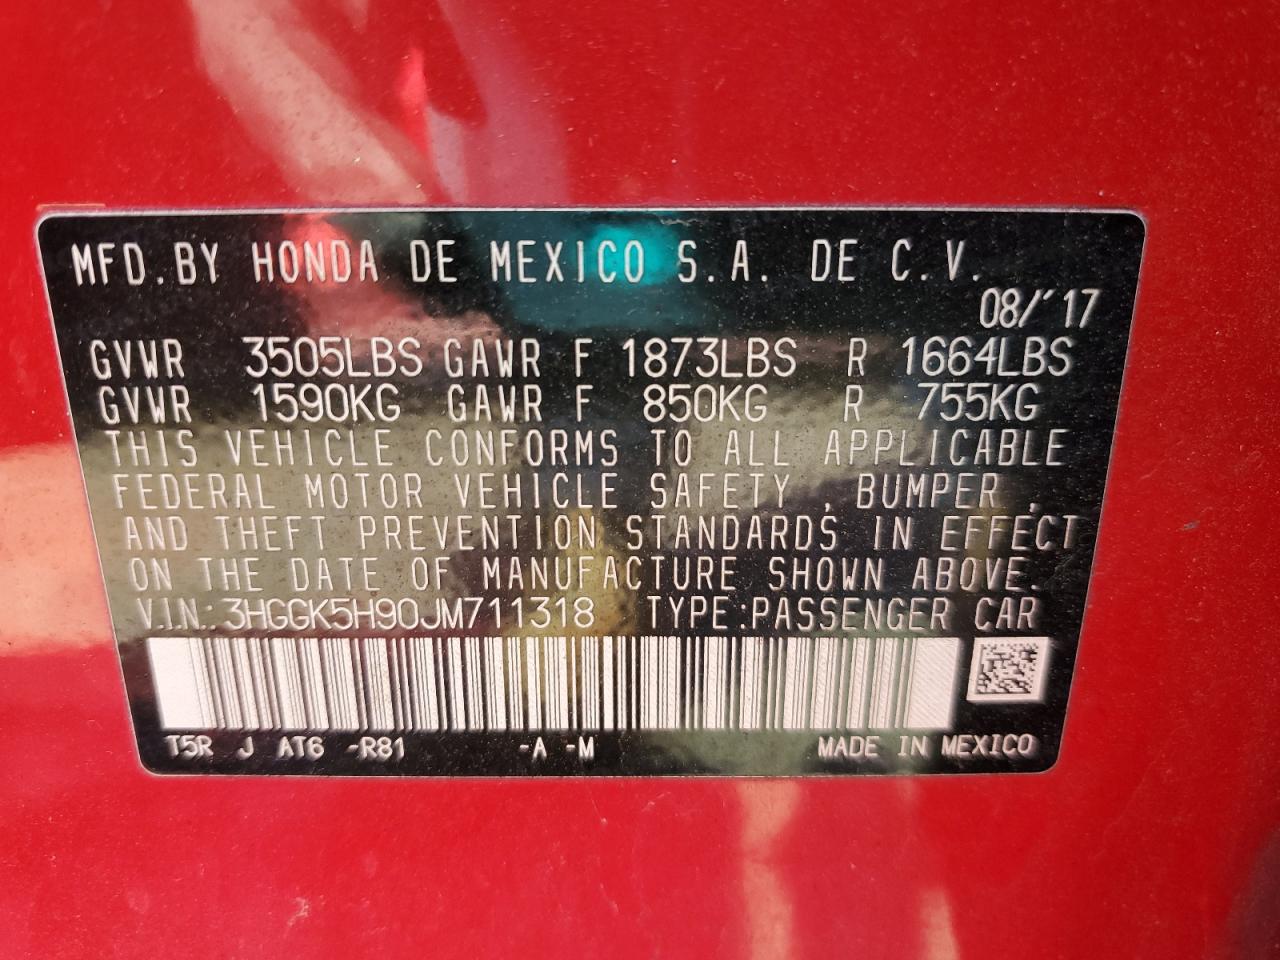 MFD.BY HONDA DE MEXICO S.A. DE C.V.
08/'17
GVWR 3505LBS GAWR F 1873LBS R 1664LBS
GVWR 1590KG GAWR F 850KG R 755KG
THIS VEHICLE CONFORMS TO ALL APPLICABLE
FEDERAL MOTOR VEHICLE SAFETY, BUMPER,
AND THEFT PREVENTION STANDARDS IN EFFECT
ON THE DATE OF MANUFACTURE SHOWN ABOVE.
V.I.N.: 3HGGK5H90JM711318 TYPE:PASSENGER CAR
T5R J AT6 -R81 -A -M MADE IN MEXICO